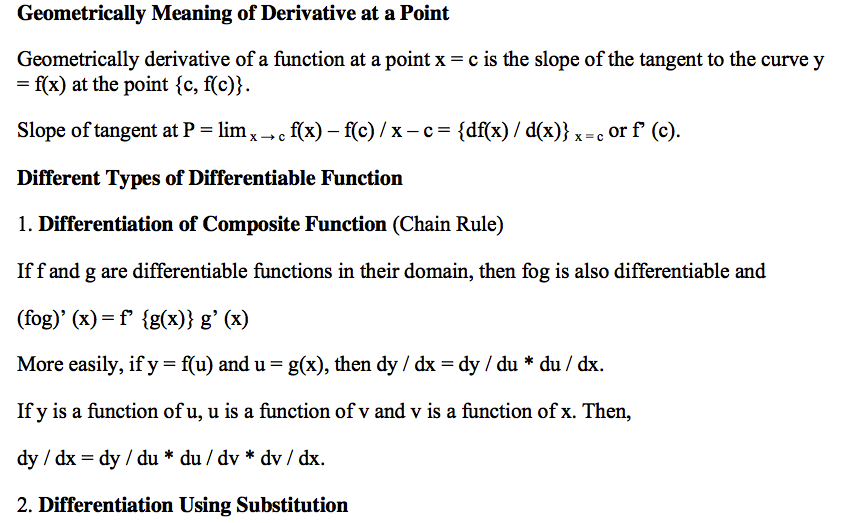 Geometrically Meaning of Derivative at a Point
Geometrically derivative of a function at a point x = c is the slope of the tangent to the curve y
= f(x) at the point {c, f(c)}.
Slope of tangent at P = lim x → c f(x) – f(c) / x – c = {df(x) / d(x)} x = c or f’ (c).
Different Types of Differentiable Function
1. Differentiation of Composite Function (Chain Rule)
If f and g are differentiable functions in their domain, then fog is also differentiable and
(fog)’ (x) = f’ {g(x)} g’ (x)
More easily, if y = f(u) and u = g(x), then dy / dx = dy / du * du / dx.
If y is a function of u, u is a function of v and v is a function of x. Then,
dy / dx = dy / du * du / dv * dv / dx.
2. Differentiation Using Substitution